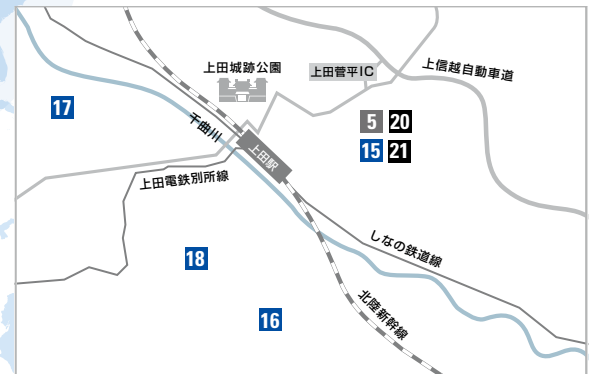 上田城跡公園
上田菅平IC
上信越自動車道
17
千曲川
5 20
15 21
上田駅
上田電鉄別所線
しなの鉄道線
18
北陸新幹線
16